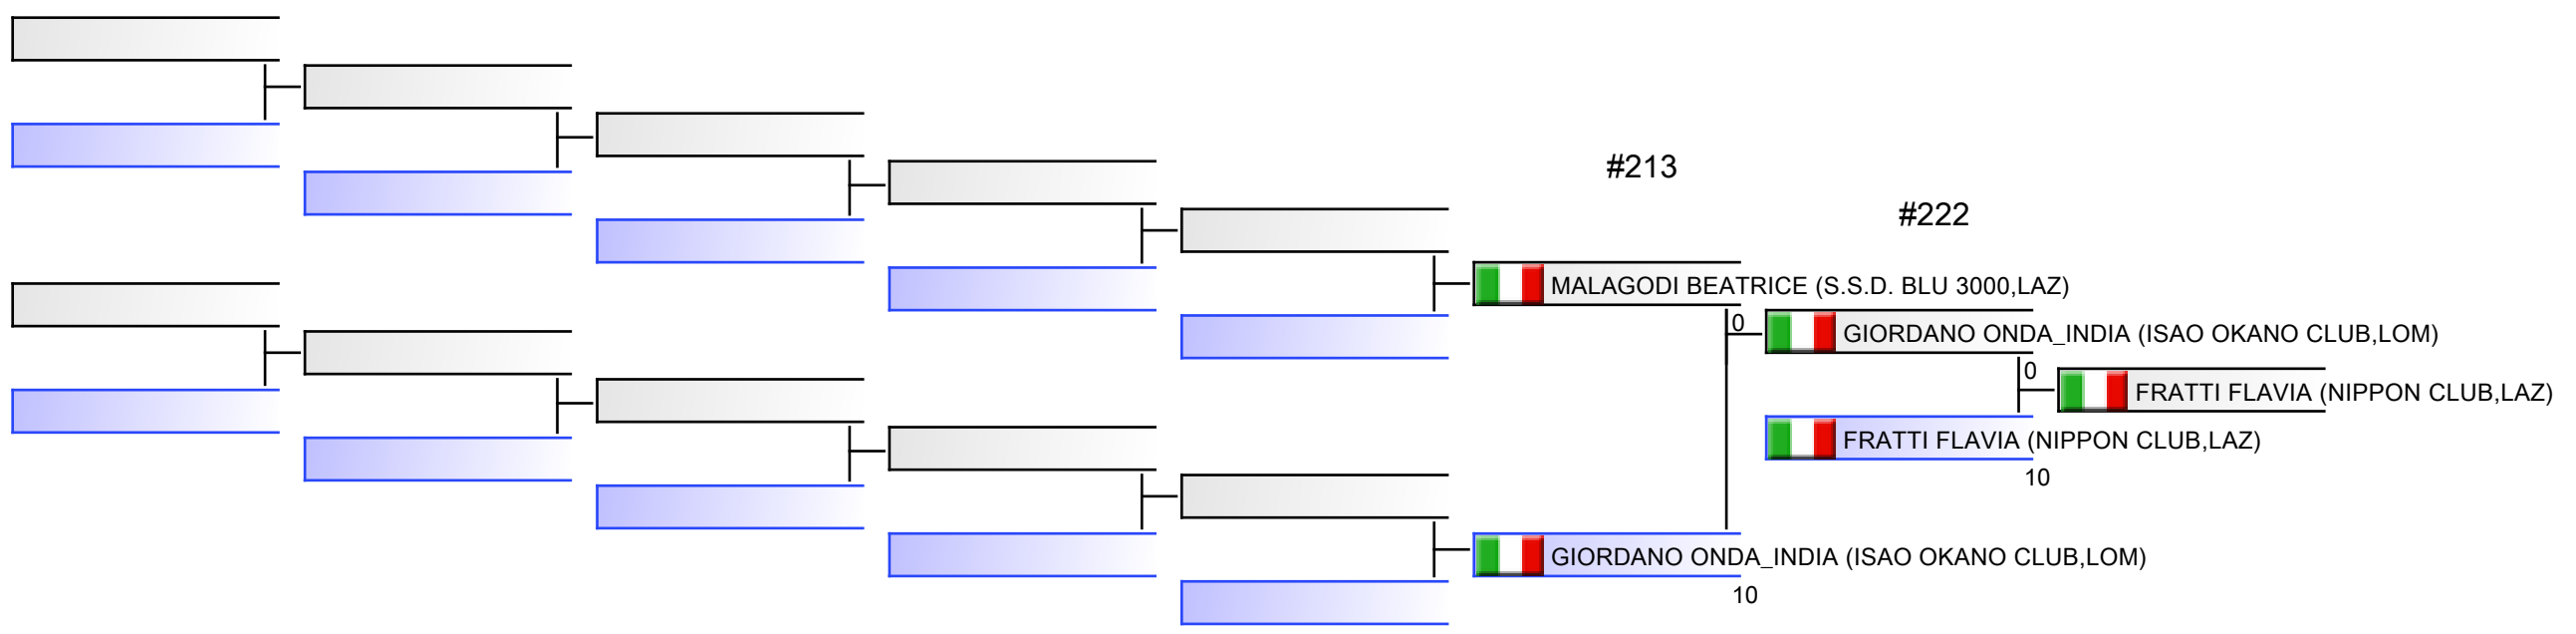 #213
#222
MALAGODI BEATRICE (S.S.D. BLU 3000,LAZ)
0
GIORDANO ONDA_INDIA (ISAO OKANO CLUB,LOM)
0
FRATTI FLAVIA (NIPPON CLUB,LAZ)
FRATTI FLAVIA (NIPPON CLUB,LAZ)
10
GIORDANO ONDA_INDIA (ISAO OKANO CLUB,LOM)
10